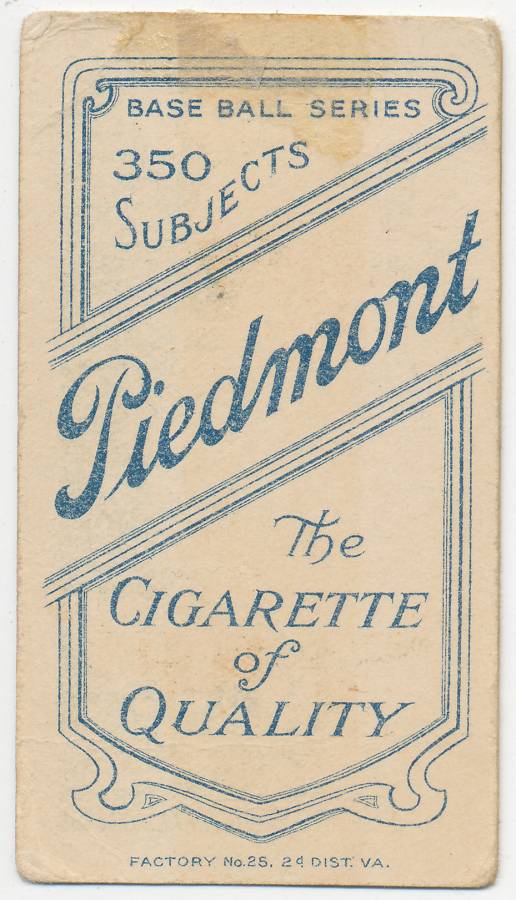 BASE BALL SERIES
350
SUBJECTS
Piedmont
The
CIGARETTE
of
QUALITY
FACTORY No. 25, 2d DIST. VA.